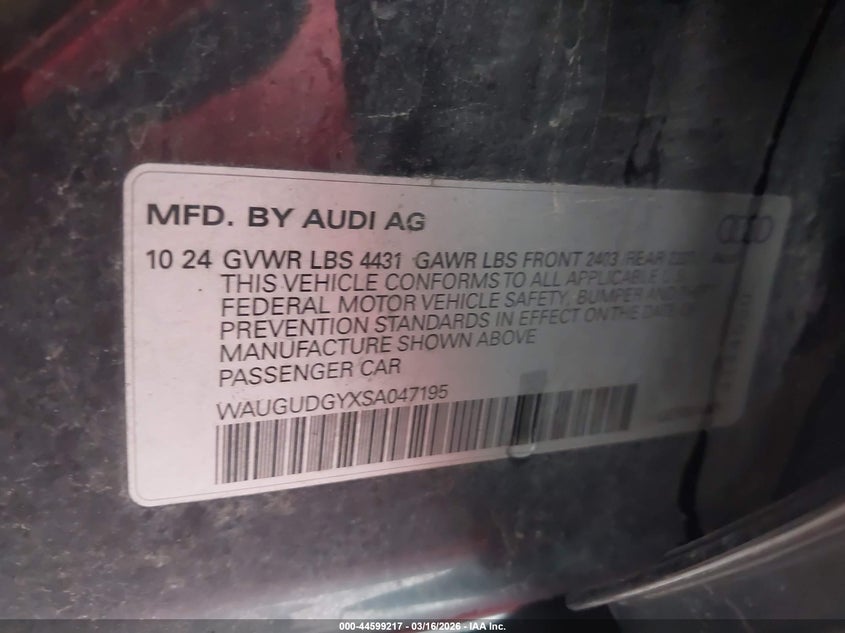 MFD. BY AUDI AG
10 24 GVWR LBS 4431 GAWR LBS FRONT 2403 REAR
THIS VEHICLE CONFORMS TO ALL APPLICABLE
FEDERAL MOTOR VEHICLE SAFETY, BUMPER AND
PREVENTION STANDARDS IN EFFECT ON THE DATE OF
MANUFACTURE SHOWN ABOVE
PASSENGER CAR
WAUGUDGYXSA047195
000-44599217 - 03/16/2026 - IAA Inc.